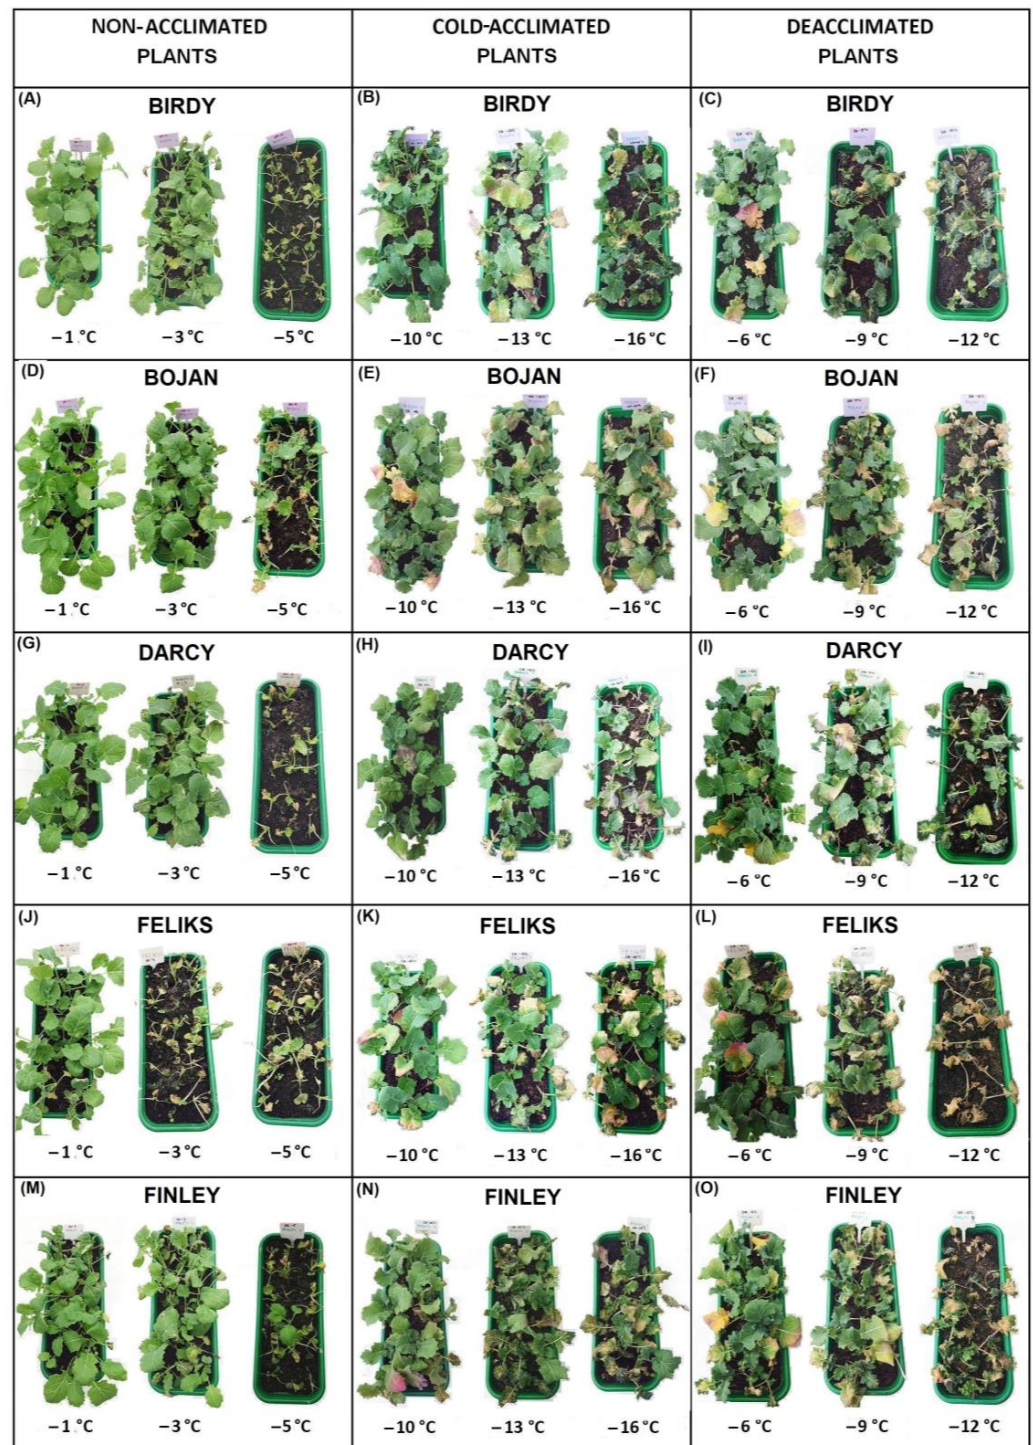 NON-ACCLIMATED
PLANTS
COLD-ACCLIMATED
PLANTS
DEACCLIMATED
PLANTS
(A)
BIRDY
–1 °C –3 °C –5 °C
(B)
BIRDY
–10 °C –13 °C –16 °C
(C)
BIRDY
–6 °C –9 °C –12 °C
(D)
BOJAN
–1 °C –3 °C –5 °C
(E)
BOJAN
–10 °C –13 °C –16 °C
(F)
BOJAN
–6 °C –9 °C –12 °C
(G)
DARCY
–1 °C –3 °C –5 °C
(H)
DARCY
–10 °C –13 °C –16 °C
(I)
DARCY
–6 °C –9 °C –12 °C
(J)
FELIKS
–1 °C –3 °C –5 °C
(K)
FELIKS
–10 °C –13 °C –16 °C
(L)
FELIKS
–6 °C –9 °C –12 °C
(M)
FINLEY
–1 °C –3 °C –5 °C
(N)
FINLEY
–10 °C –13 °C –16 °C
(O)
FINLEY
–6 °C –9 °C –12 °C